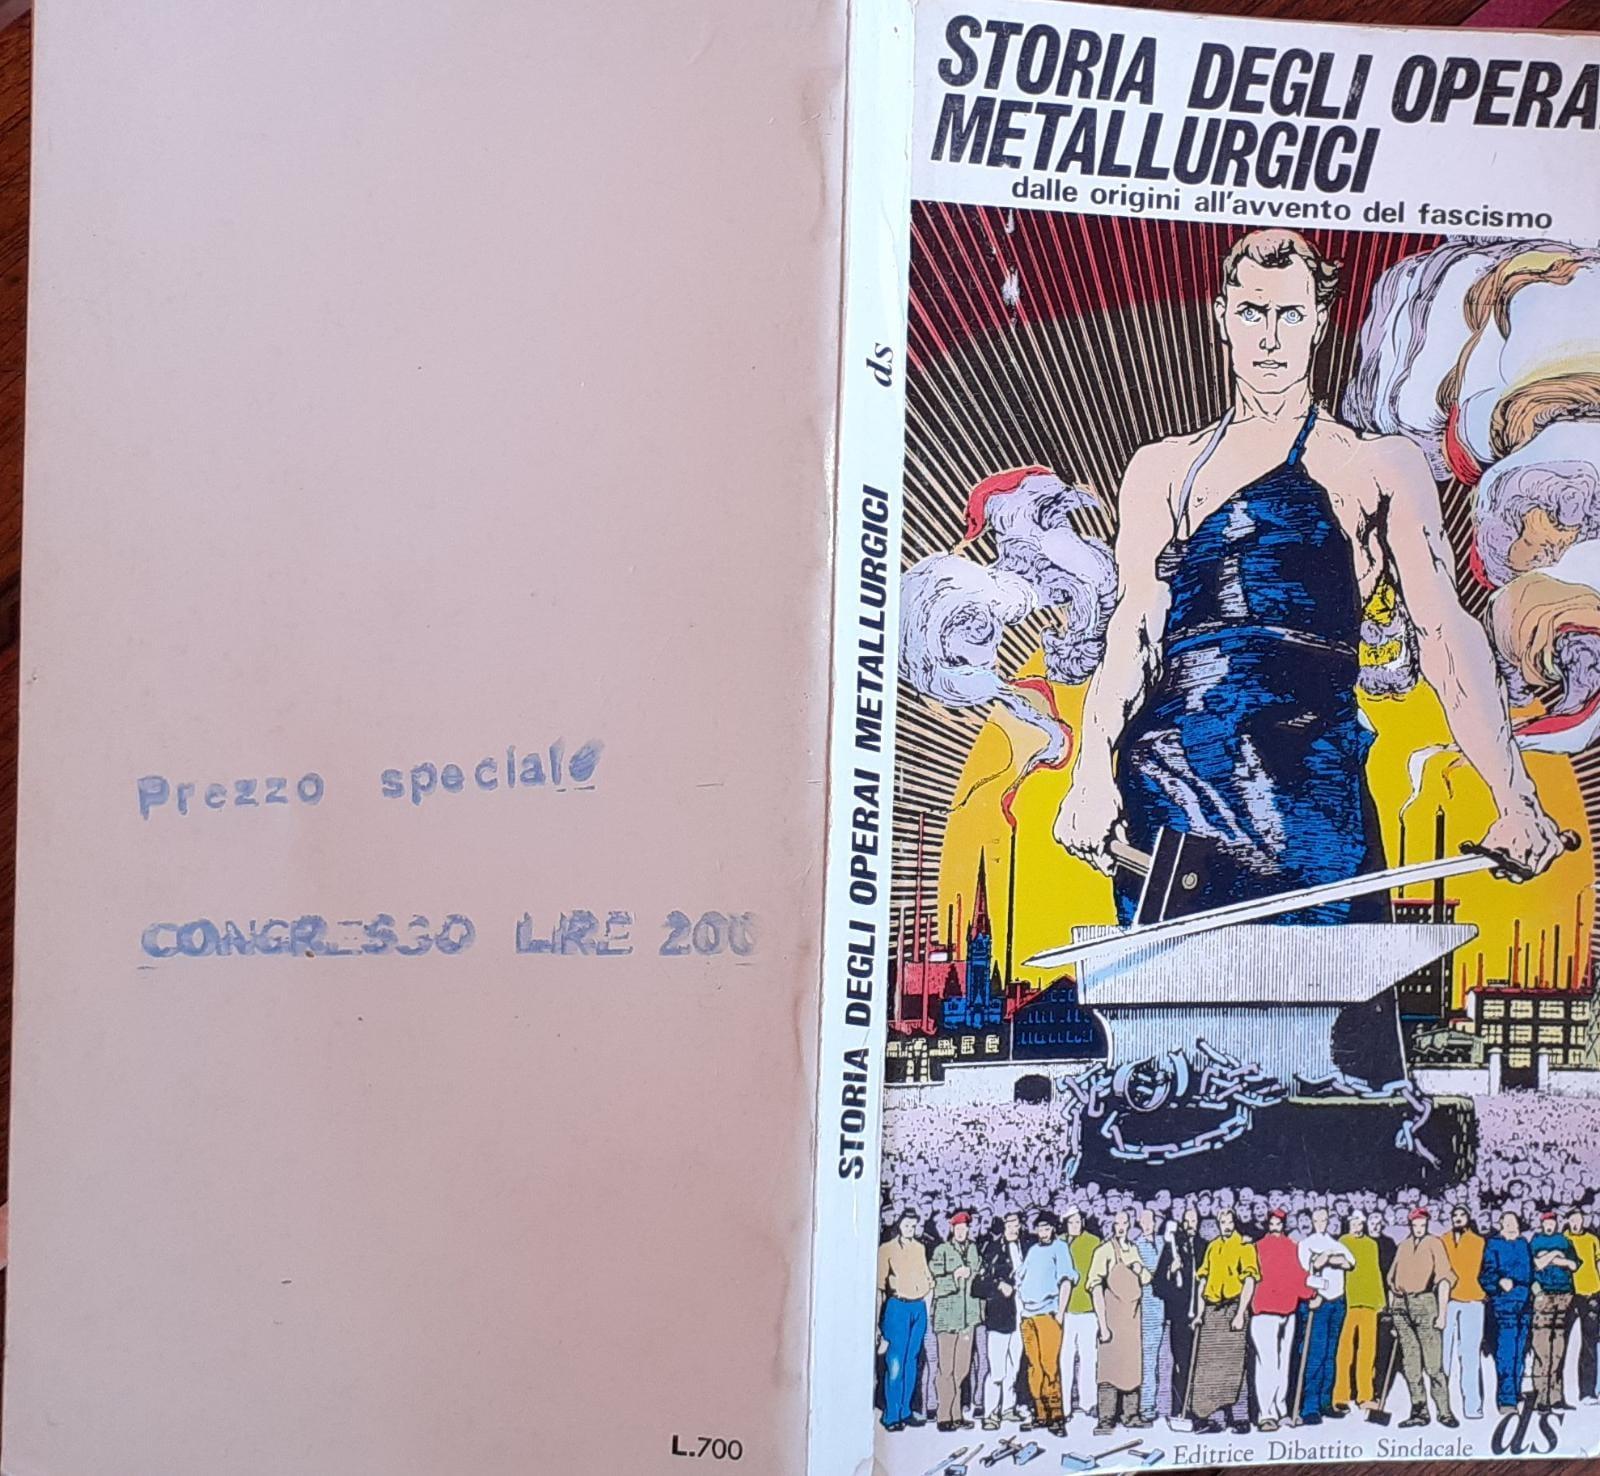 Prezzo speciale
CONGRESSO LIRE 200
L.700
STORIA DEGLI OPERAI METALLURGICI ds
STORIA DEGLI OPERAI
METALLURGICI
dalle origini all'avvento del fascismo
Editrice Dibattito Sindacale ds